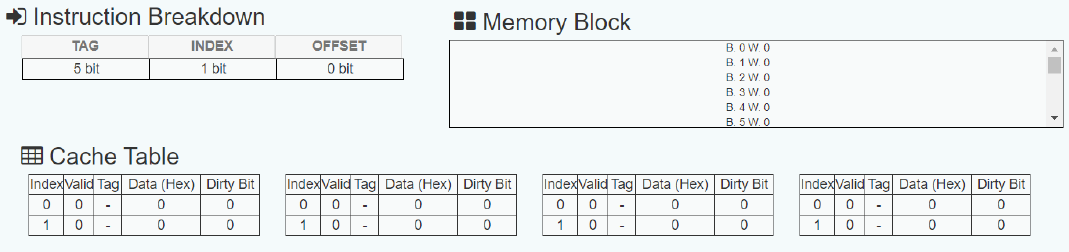 Instruction Breakdown
TAG INDEX OFFSET
5 bit 1 bit 0 bit
Memory Block
B. 0 W. 0
B. 1 W. 0
B. 2 W. 0
B. 3 W. 0
B. 4 W. 0
B. 5 W. 0
Cache Table
Index Valid Tag Data (Hex) Dirty Bit
0 0 - 0 0
1 0 - 0 0
Index Valid Tag Data (Hex) Dirty Bit
0 0 - 0 0
1 0 - 0 0
Index Valid Tag Data (Hex) Dirty Bit
0 0 - 0 0
1 0 - 0 0
Index Valid Tag Data (Hex) Dirty Bit
0 0 - 0 0
1 0 - 0 0